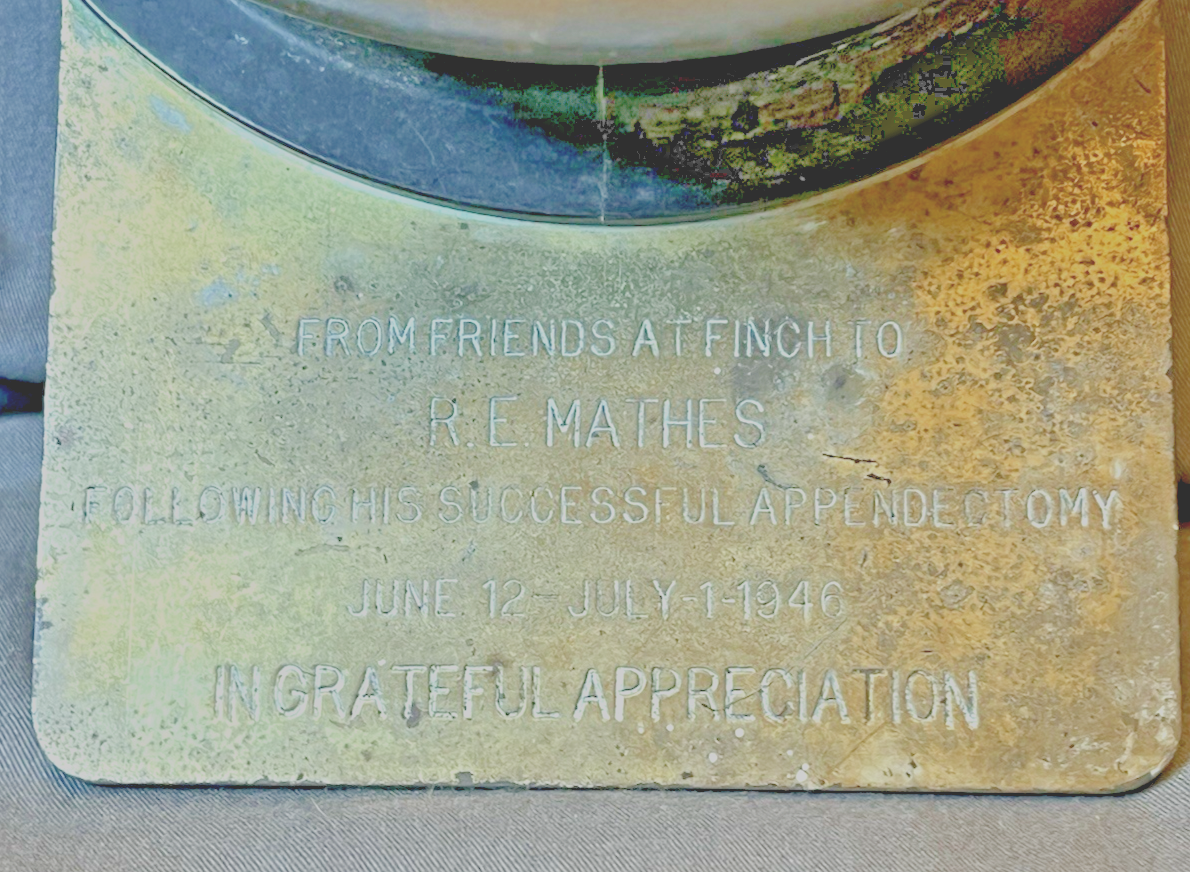 FROM FRIENDS AT FINCH TO
R. E. MATHES
FOLLOWING HIS SUCCESSFUL APPENDECTOMY
JUNE 12-JULY-1-1946
IN GRATEFUL APPRECIATION